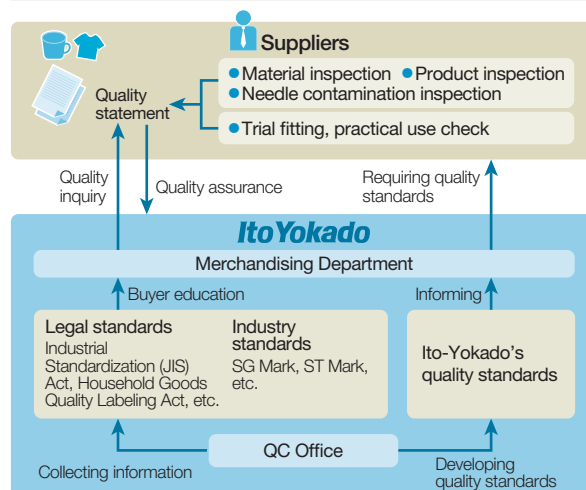 Suppliers
Material inspection
Product inspection
Needle contamination inspection
Trial fitting, practical use check
Quality
statement
Quality
inquiry
Quality assurance
Requiring quality
standards
ItoYokado
Merchandising Department
Buyer education
Informing
Legal standards
Industrial
Standardization (JIS)
Act, Household Goods
Quality Labeling Act, etc.
Industry
standards
SG Mark, ST Mark,
etc.
Ito-Yokado's
quality standards
QC Office
Collecting information
Developing
quality standards